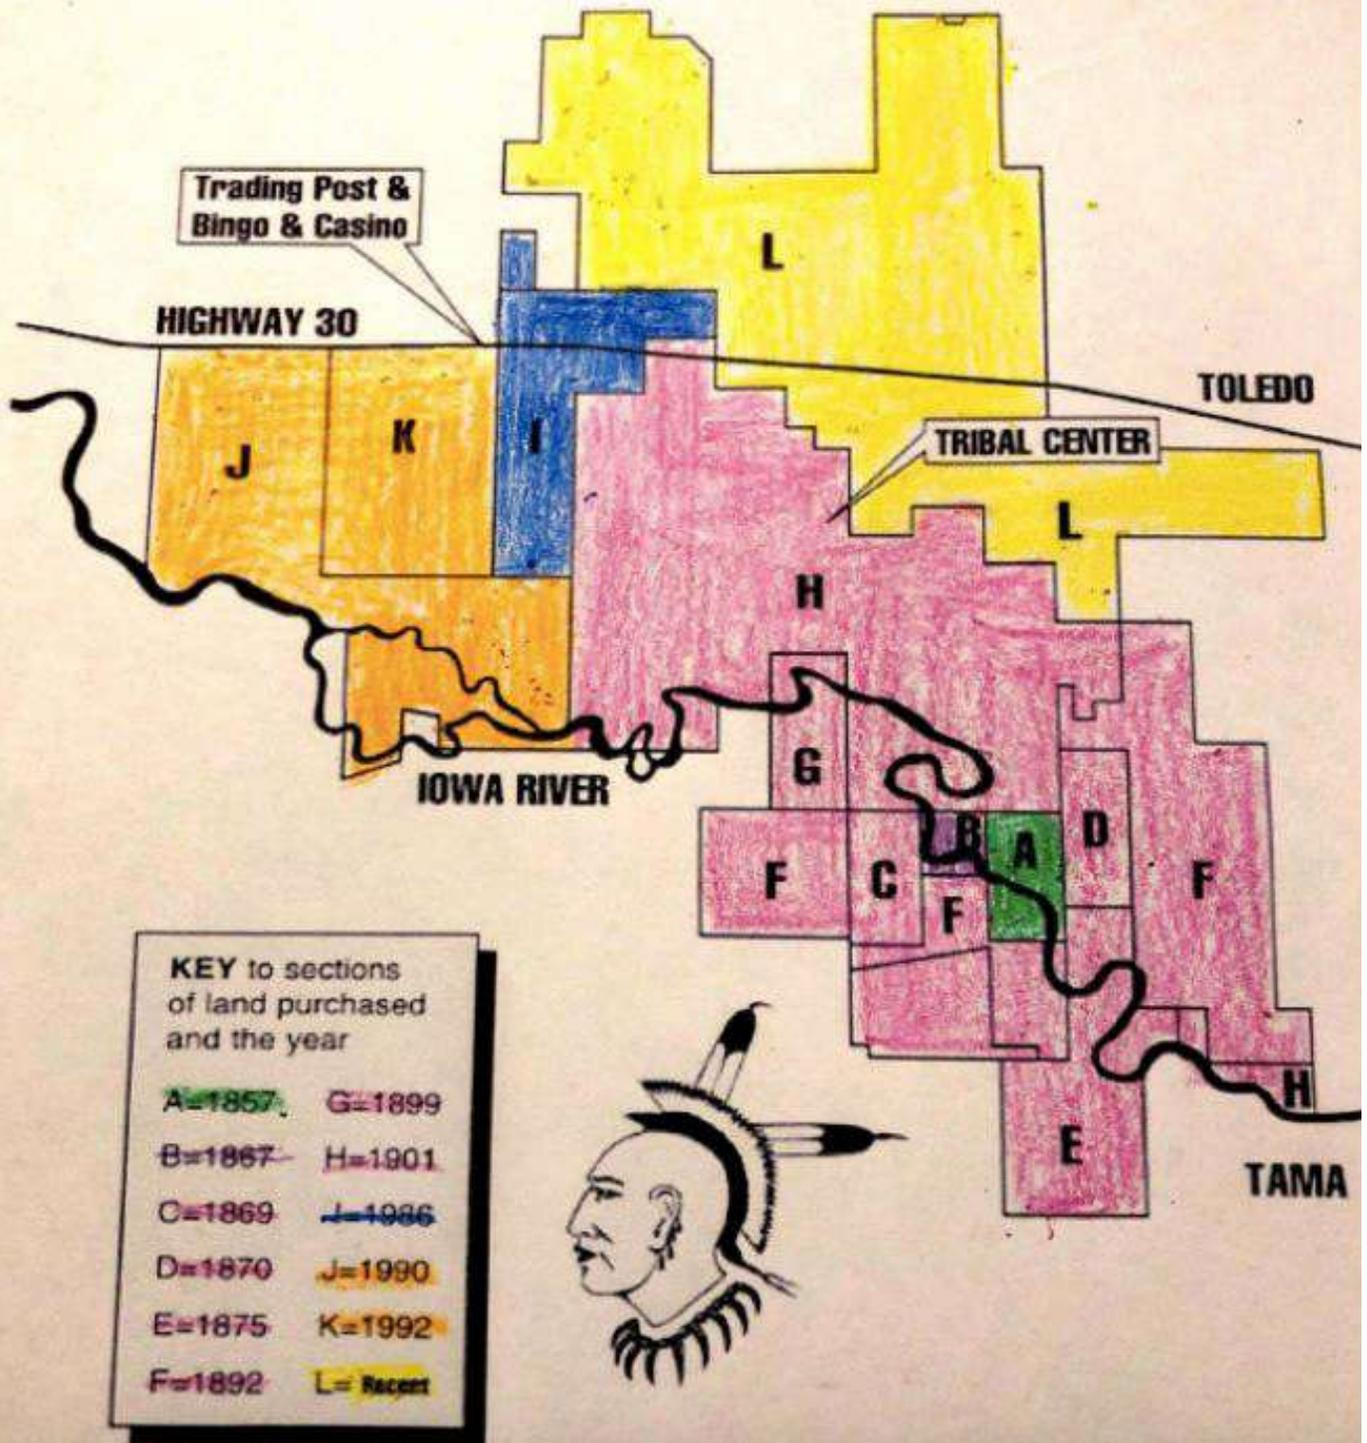 Trading Post &
Bingo & Casino
L
HIGHWAY 30
TOLEDO
J
K
I
TRIBAL CENTER
L
H
G
IOWA RIVER
B
A
D
F
C
F
F
H
E
TAMA
KEY to sections
of land purchased
and the year
A=1857
G=1899
B=1867
H=1901
C=1869
I=1986
D=1870
J=1990
E=1875
K=1992
F=1892
L= Recent